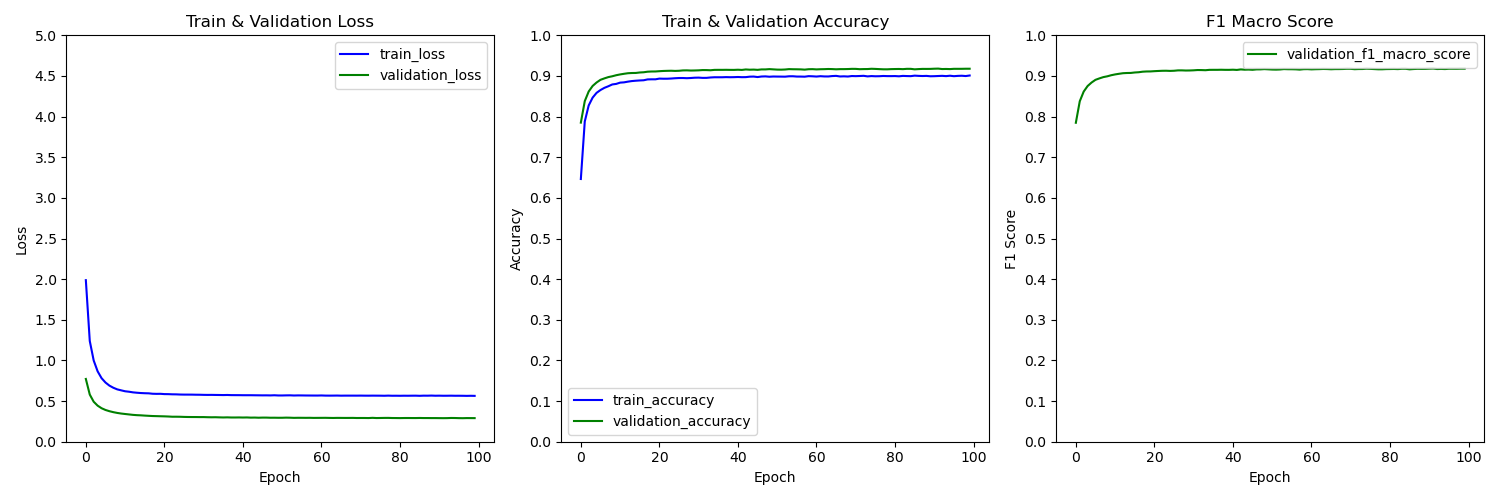 Train & Validation Loss
5.0
4.5
4.0
3.5
3.0
2.5
2.0
1.5
1.0
0.5
0.0
Loss
train_loss
validation_loss
0 20 40 60 80 100
Epoch
Train & Validation Accuracy
1.0
0.9
0.8
0.7
0.6
0.5
0.4
0.3
0.2
0.1
0.0
Accuracy
train_accuracy
validation_accuracy
0 20 40 60 80 100
Epoch
F1 Macro Score
1.0
0.9
0.8
0.7
0.6
0.5
0.4
0.3
0.2
0.1
0.0
F1 Score
validation_f1_macro_score
0 20 40 60 80 100
Epoch